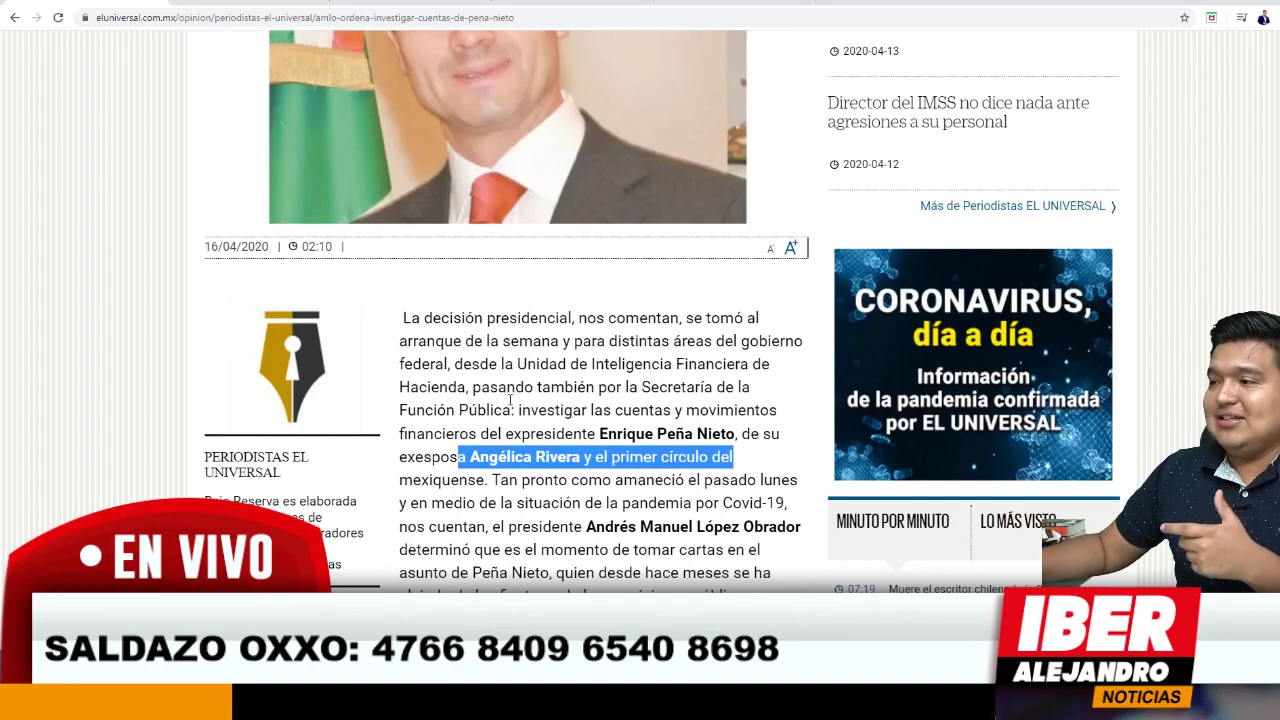 eluniversal.com.mx/opinion/periodistas-el-universal/amlo-ordena-investigar-cuentas-de-pena-nieto
2020-04-13
Director del IMSS no dice nada ante
agresiones a su personal
2020-04-12
Más de Periodistas EL UNIVERSAL ❭
16/04/2020 | 02:10 |
A- A+
La decisión presidencial, nos comentan, se tomó al
arranque de la semana y para distintas áreas del gobierno
federal, desde la Unidad de Inteligencia Financiera de
Hacienda, pasando también por la Secretaría de la
Función Pública: investigar las cuentas y movimientos
financieros del expresidente Enrique Peña Nieto, de su
exesposa Angélica Rivera y el primer círculo del
mexiquense. Tan pronto como amaneció el pasado lunes
y en medio de la situación de la pandemia por Covid-19,
nos cuentan, el presidente Andrés Manuel López Obrador
determinó que es el momento de tomar cartas en el
asunto de Peña Nieto, quien desde hace meses se ha
PERIODISTAS EL
UNIVERSAL
Bajo Reserva es elaborada
de
CORONAVIRUS,
día a día
Información
de la pandemia confirmada
por EL UNIVERSAL
MINUTO POR MINUTO
LO MÁS VISTO
07:19 Muere el escritor chileno
• EN VIVO
SALDAZO OXXO: 4766 8409 6540 8698
IBER
ALEJANDRO
NOTICIAS